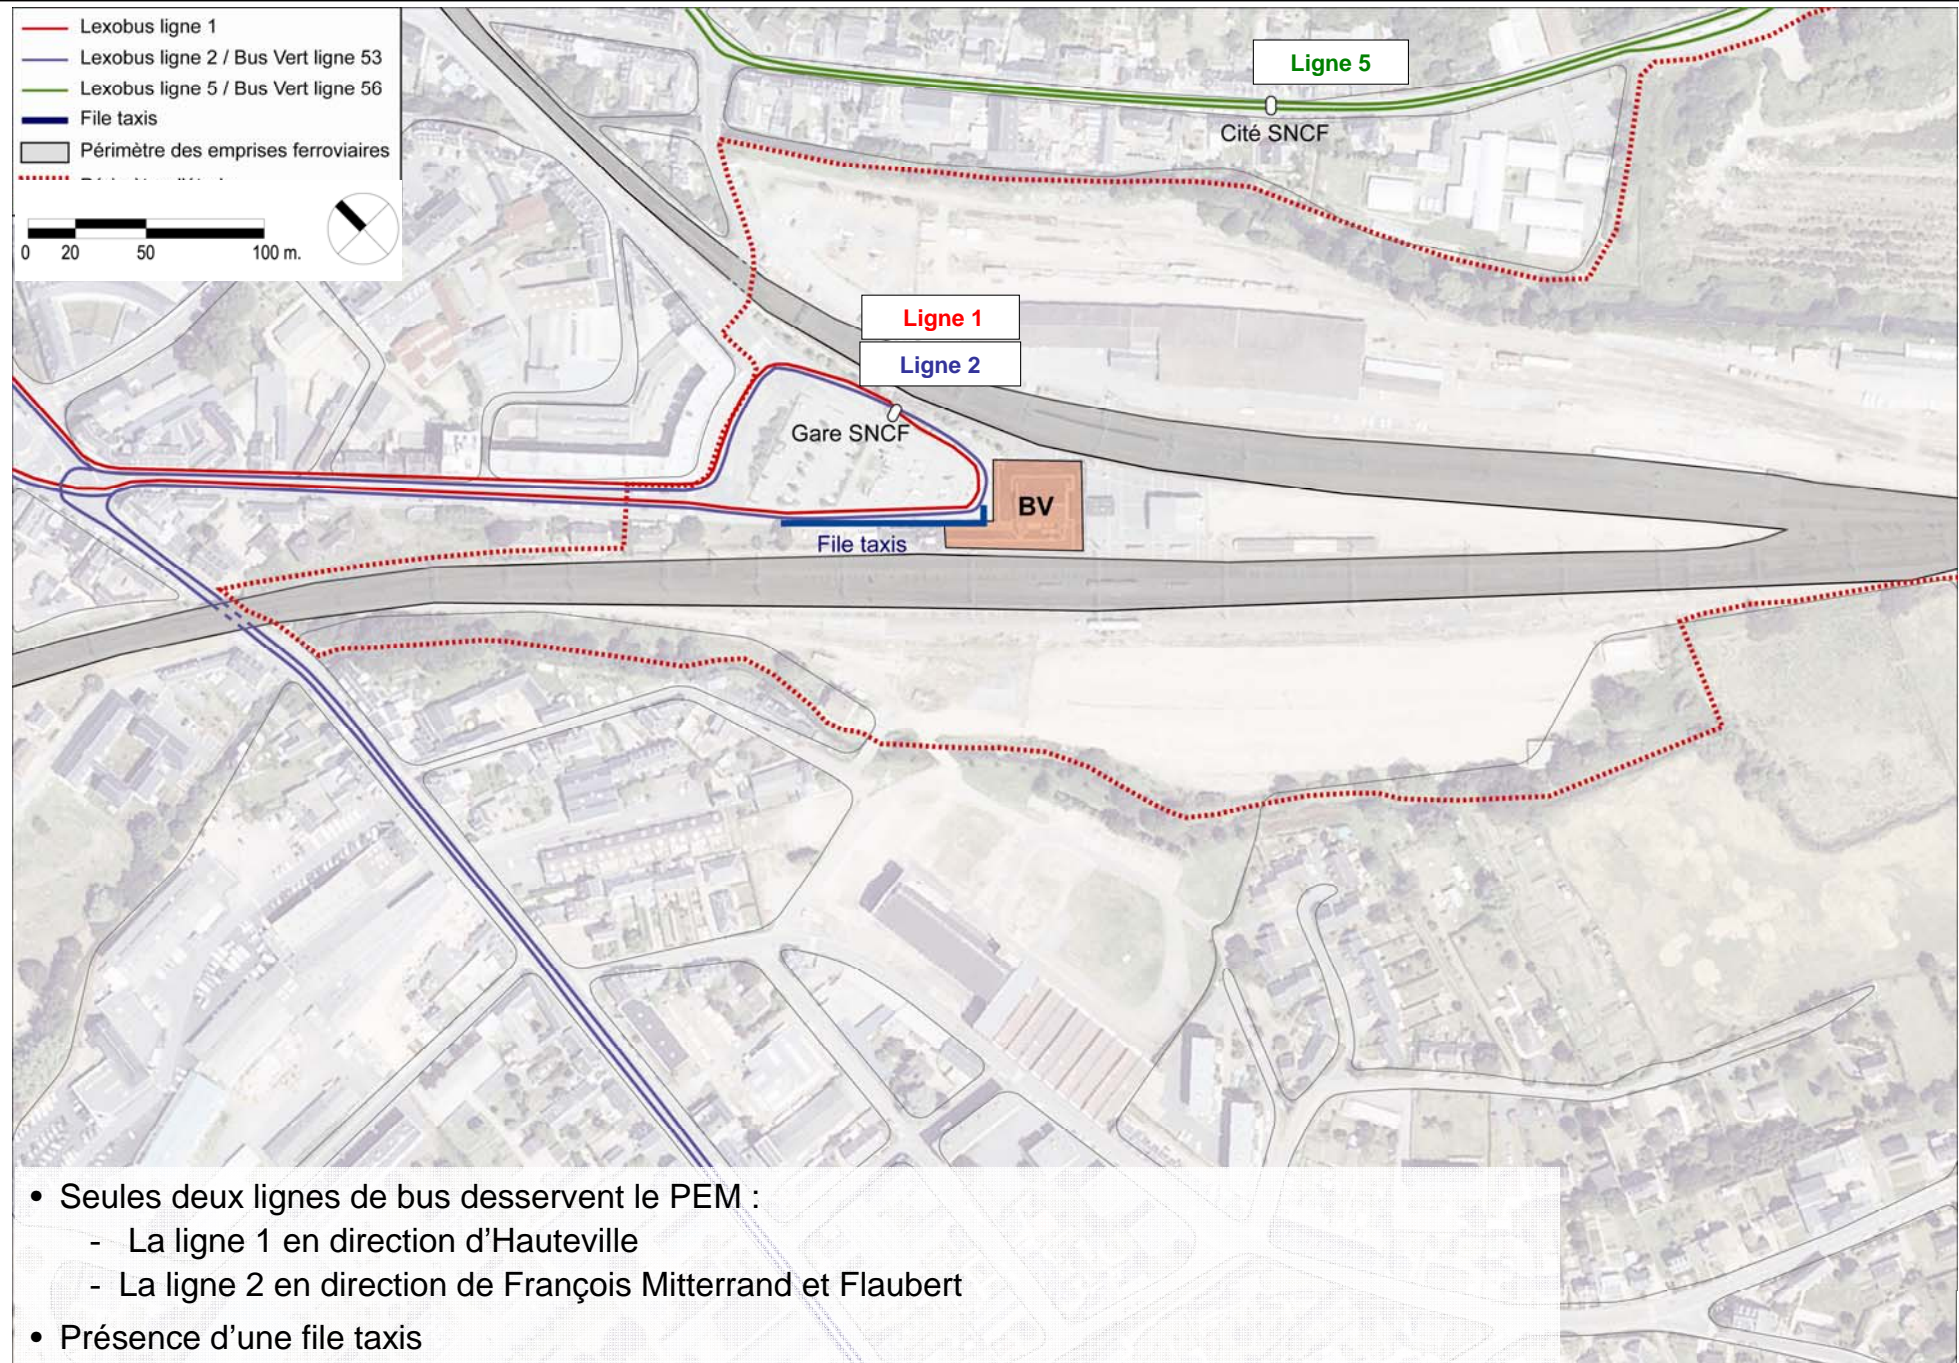 Lexobus ligne 1
Lexobus ligne 2 / Bus Vert ligne 53
Lexobus ligne 5 / Bus Vert ligne 56
File taxis
Périmètre des emprises ferroviaires
0 20 50 100 m.
Ligne 5
Cité SNCF
Ligne 1
Ligne 2
Gare SNCF
BV
File taxis
• Seules deux lignes de bus desservent le PEM :
- La ligne 1 en direction d’Hauteville
- La ligne 2 en direction de François Mitterrand et Flaubert
• Présence d’une file taxis